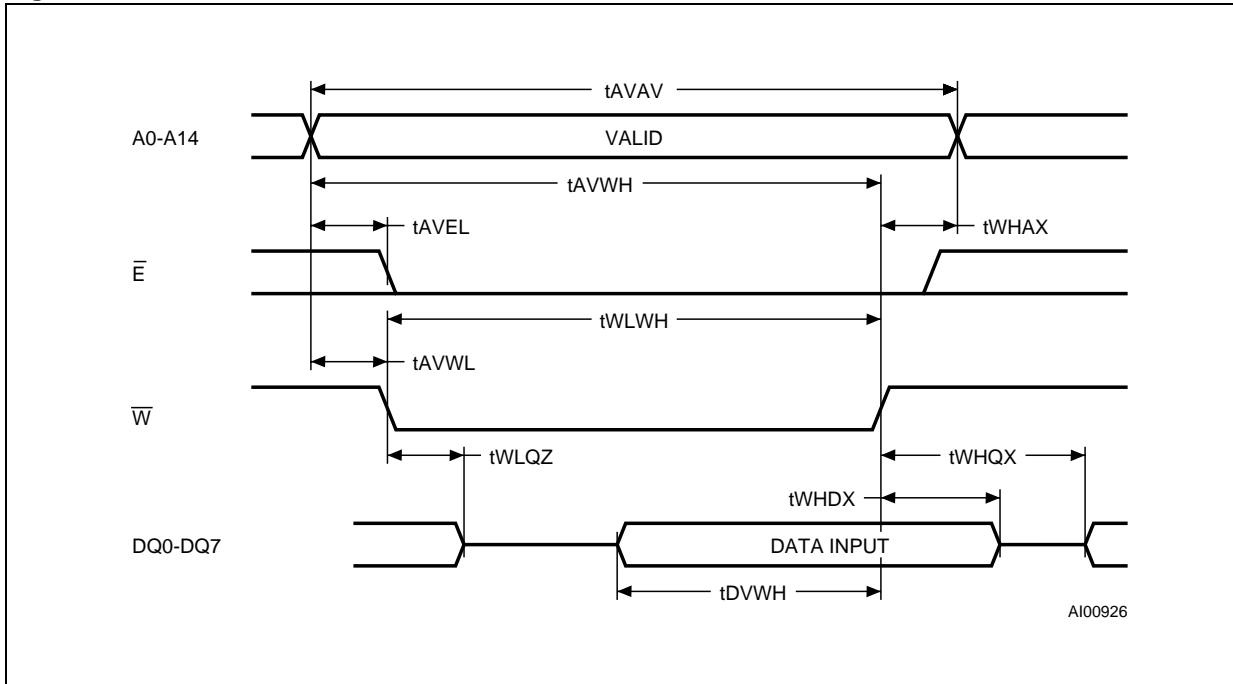 tAVAV
A0-A14
VALID
tAVWH
tAVEL
tWHAX
E̅
tWLWH
tAVWL
W̅
tWLQZ
tWHQX
tWHDX
DQ0-DQ7
DATA INPUT
tDVWH
AI00926